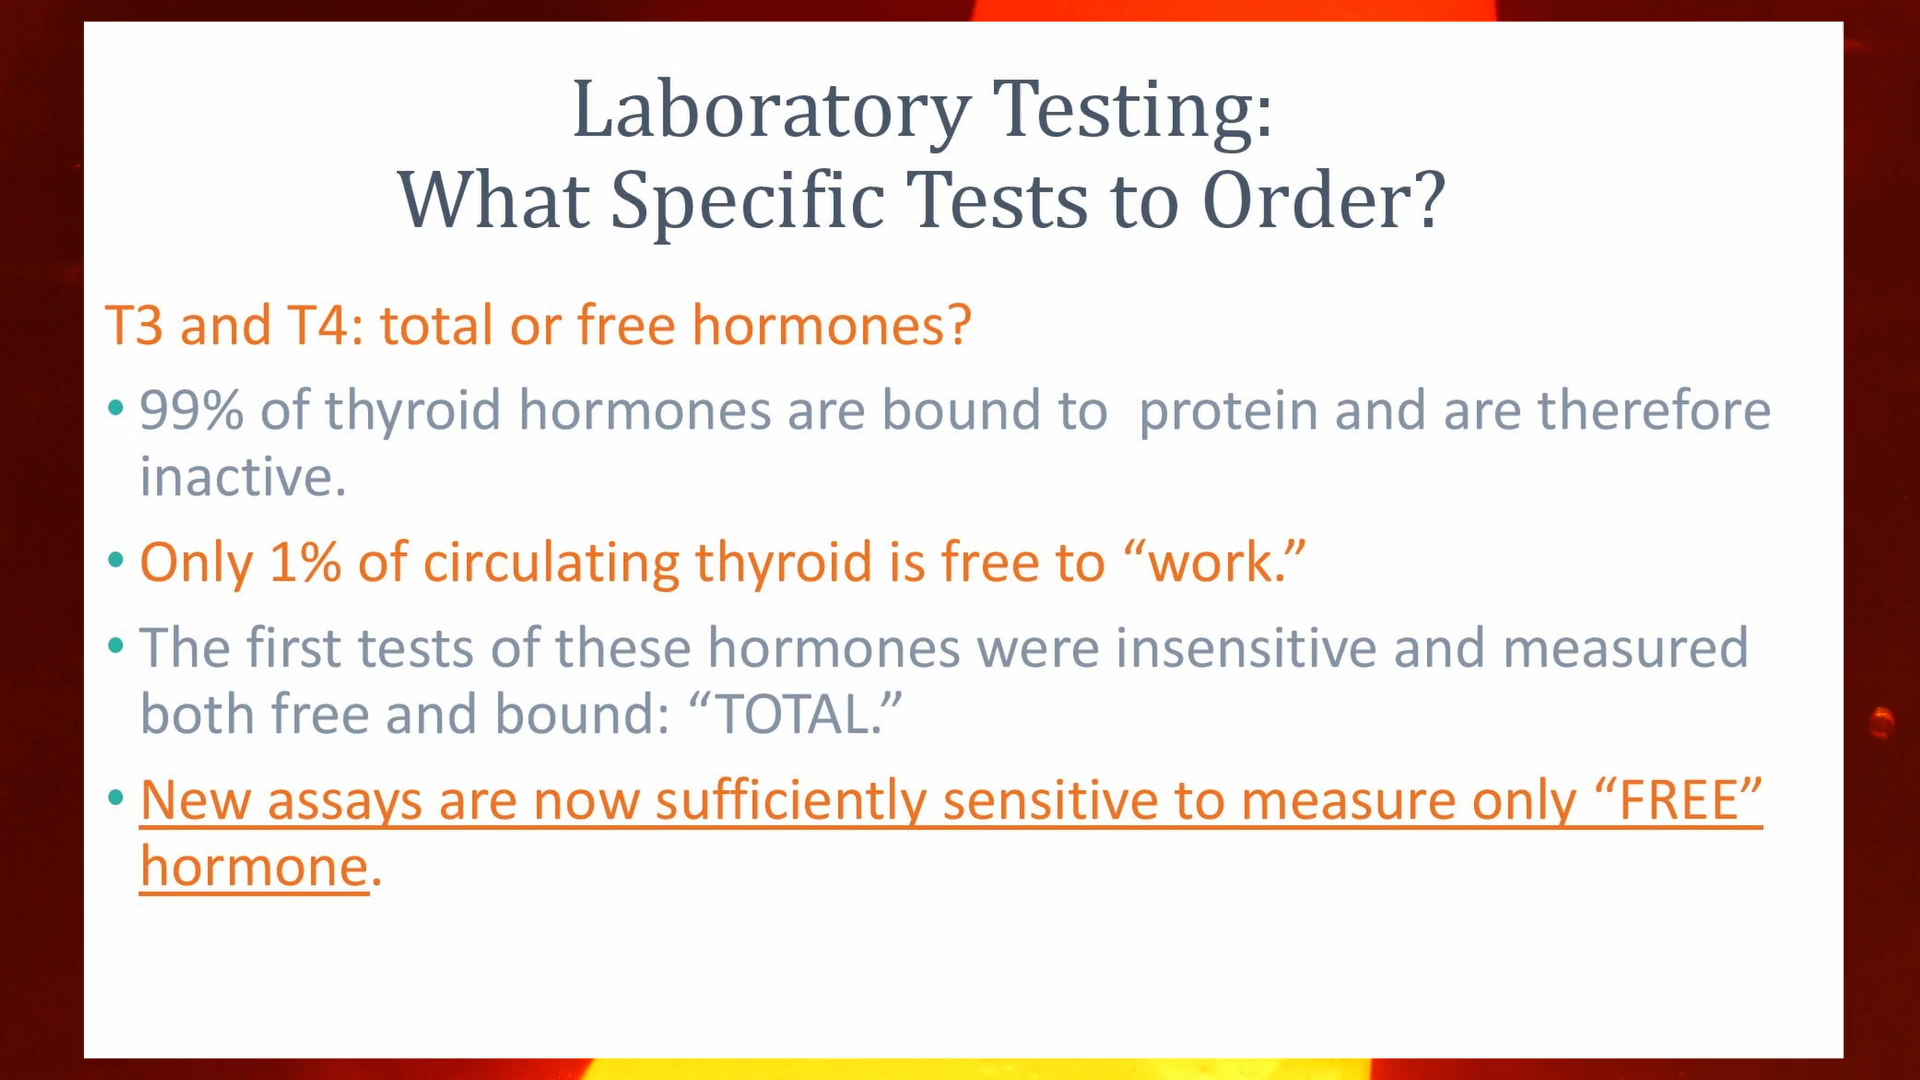 Laboratory Testing:
What Specific Tests to Order?
T3 and T4: total or free hormones?
• 99% of thyroid hormones are bound to  protein and are therefore
inactive.
• Only 1% of circulating thyroid is free to “work.”
• The first tests of these hormones were insensitive and measured
both free and bound: “TOTAL.”
• New assays are now sufficiently sensitive to measure only “FREE”
hormone.